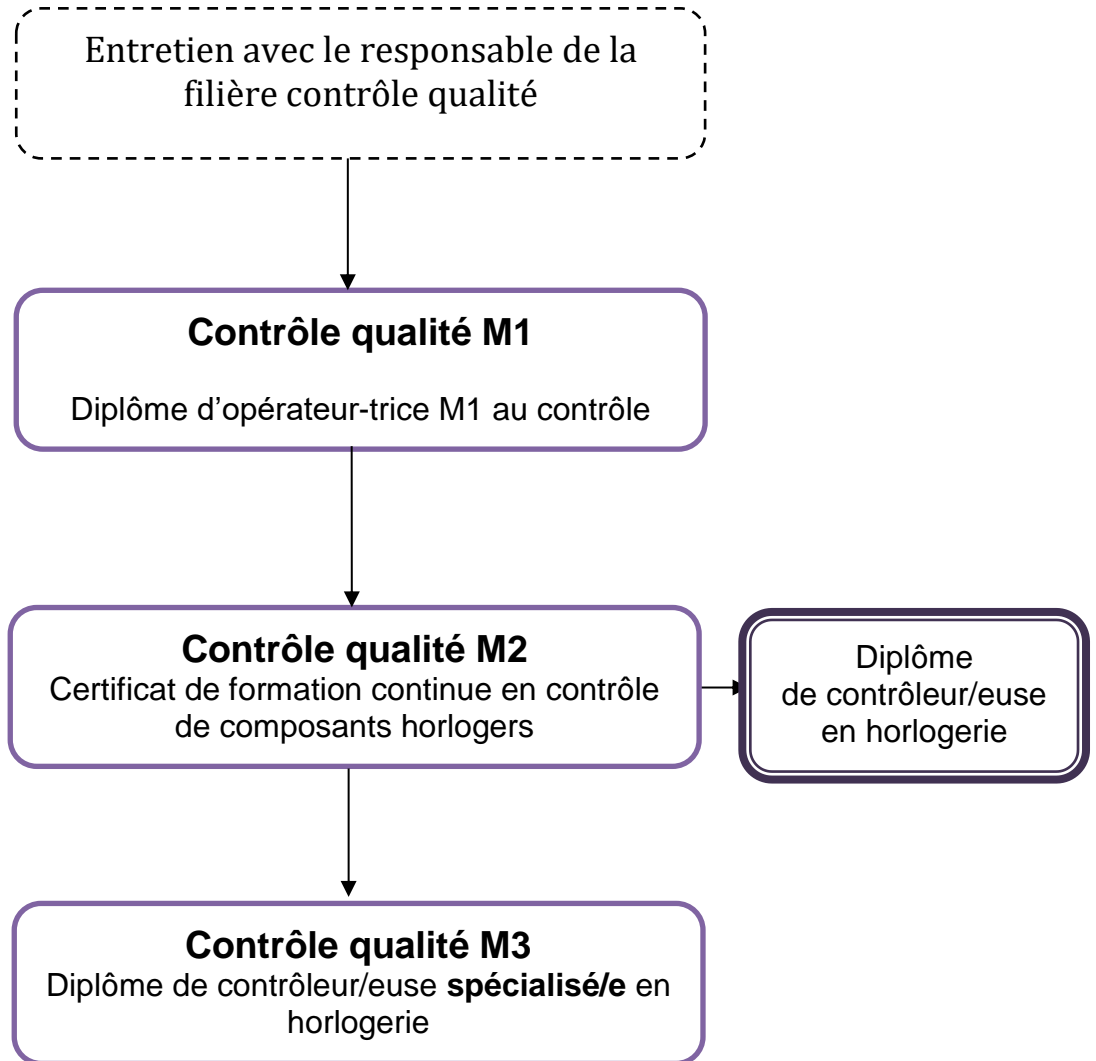 Entretien avec le responsable de la
filière contrôle qualité
Contrôle qualité M1
Diplôme d’opérateur-trice M1 au contrôle
Contrôle qualité M2
Certificat de formation continue en contrôle
de composants horlogers
Diplôme
de contrôleur/euse
en horlogerie
Contrôle qualité M3
Diplôme de contrôleur/euse spécialisé/e en
horlogerie